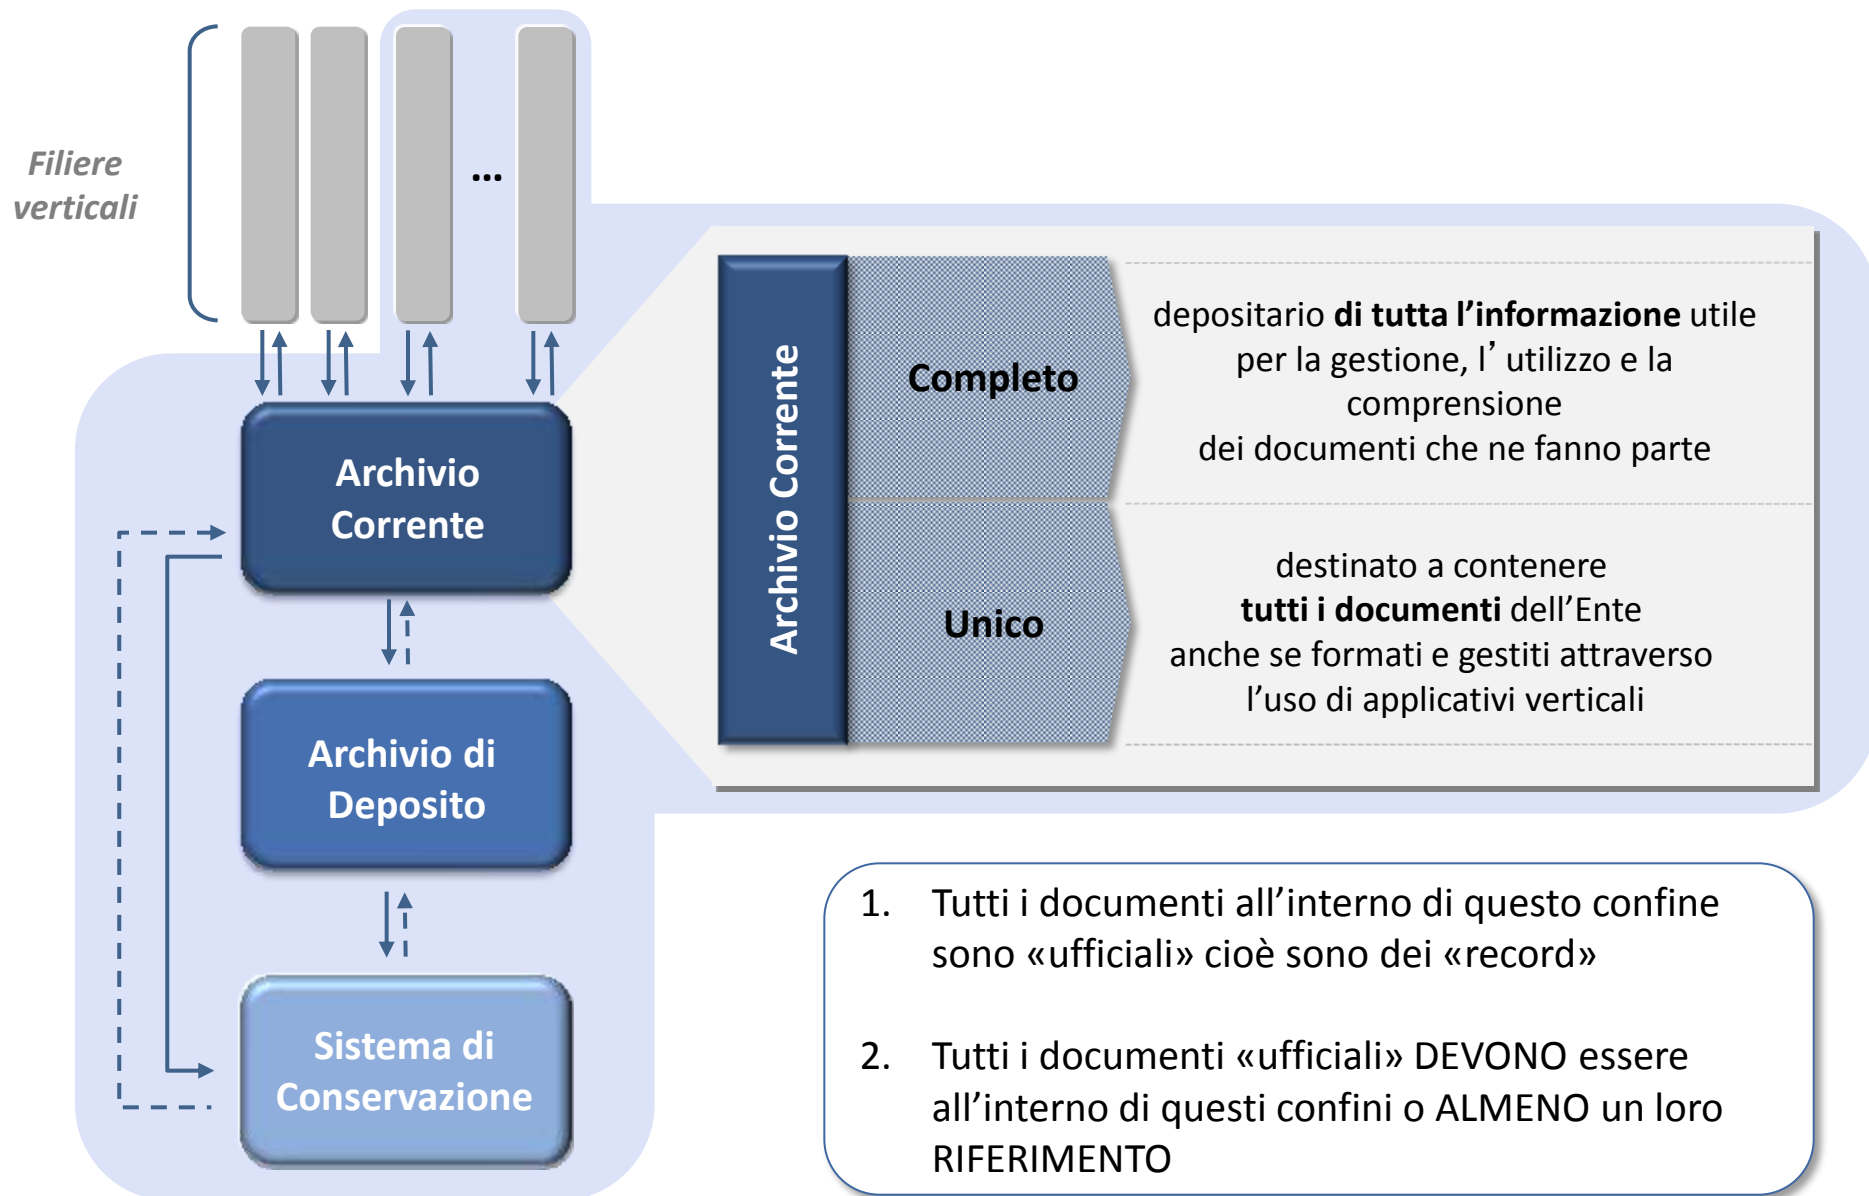 Filiere
verticali
...
Archivio
Corrente
Archivio di
Deposito
Sistema di
Conservazione
Archivio Corrente
Completo
depositario di tutta l’informazione utile
per la gestione, l’ utilizzo e la
comprensione
dei documenti che ne fanno parte
Unico
destinato a contenere
tutti i documenti dell’Ente
anche se formati e gestiti attraverso
l’uso di applicativi verticali
1. Tutti i documenti all’interno di questo confine
sono «ufficiali» cioè sono dei «record»
2. Tutti i documenti «ufficiali» DEVONO essere
all’interno di questi confini o ALMENO un loro
RIFERIMENTO